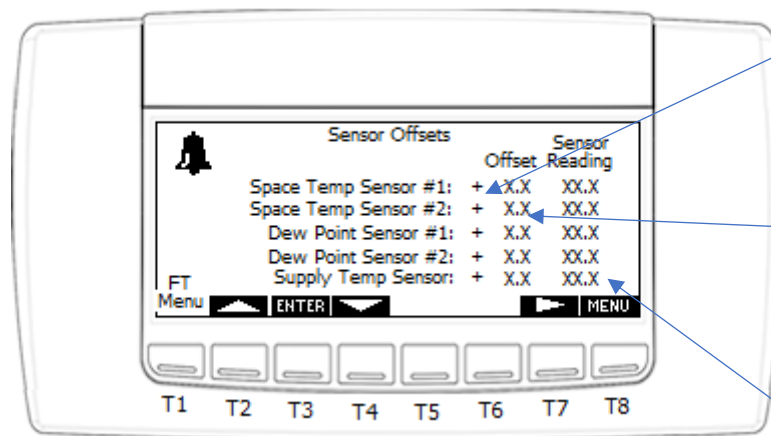 Sensor Offsets
Offset Sensor Reading
Space Temp Sensor #1: + X.X XX.X
Space Temp Sensor #2: + X.X XX.X
Dew Point Sensor #1: + X.X XX.X
Dew Point Sensor #2: + X.X XX.X
Supply Temp Sensor: + X.X XX.X
FT
Menu ENTER MENU
T1 T2 T3 T4 T5 T6 T7 T8